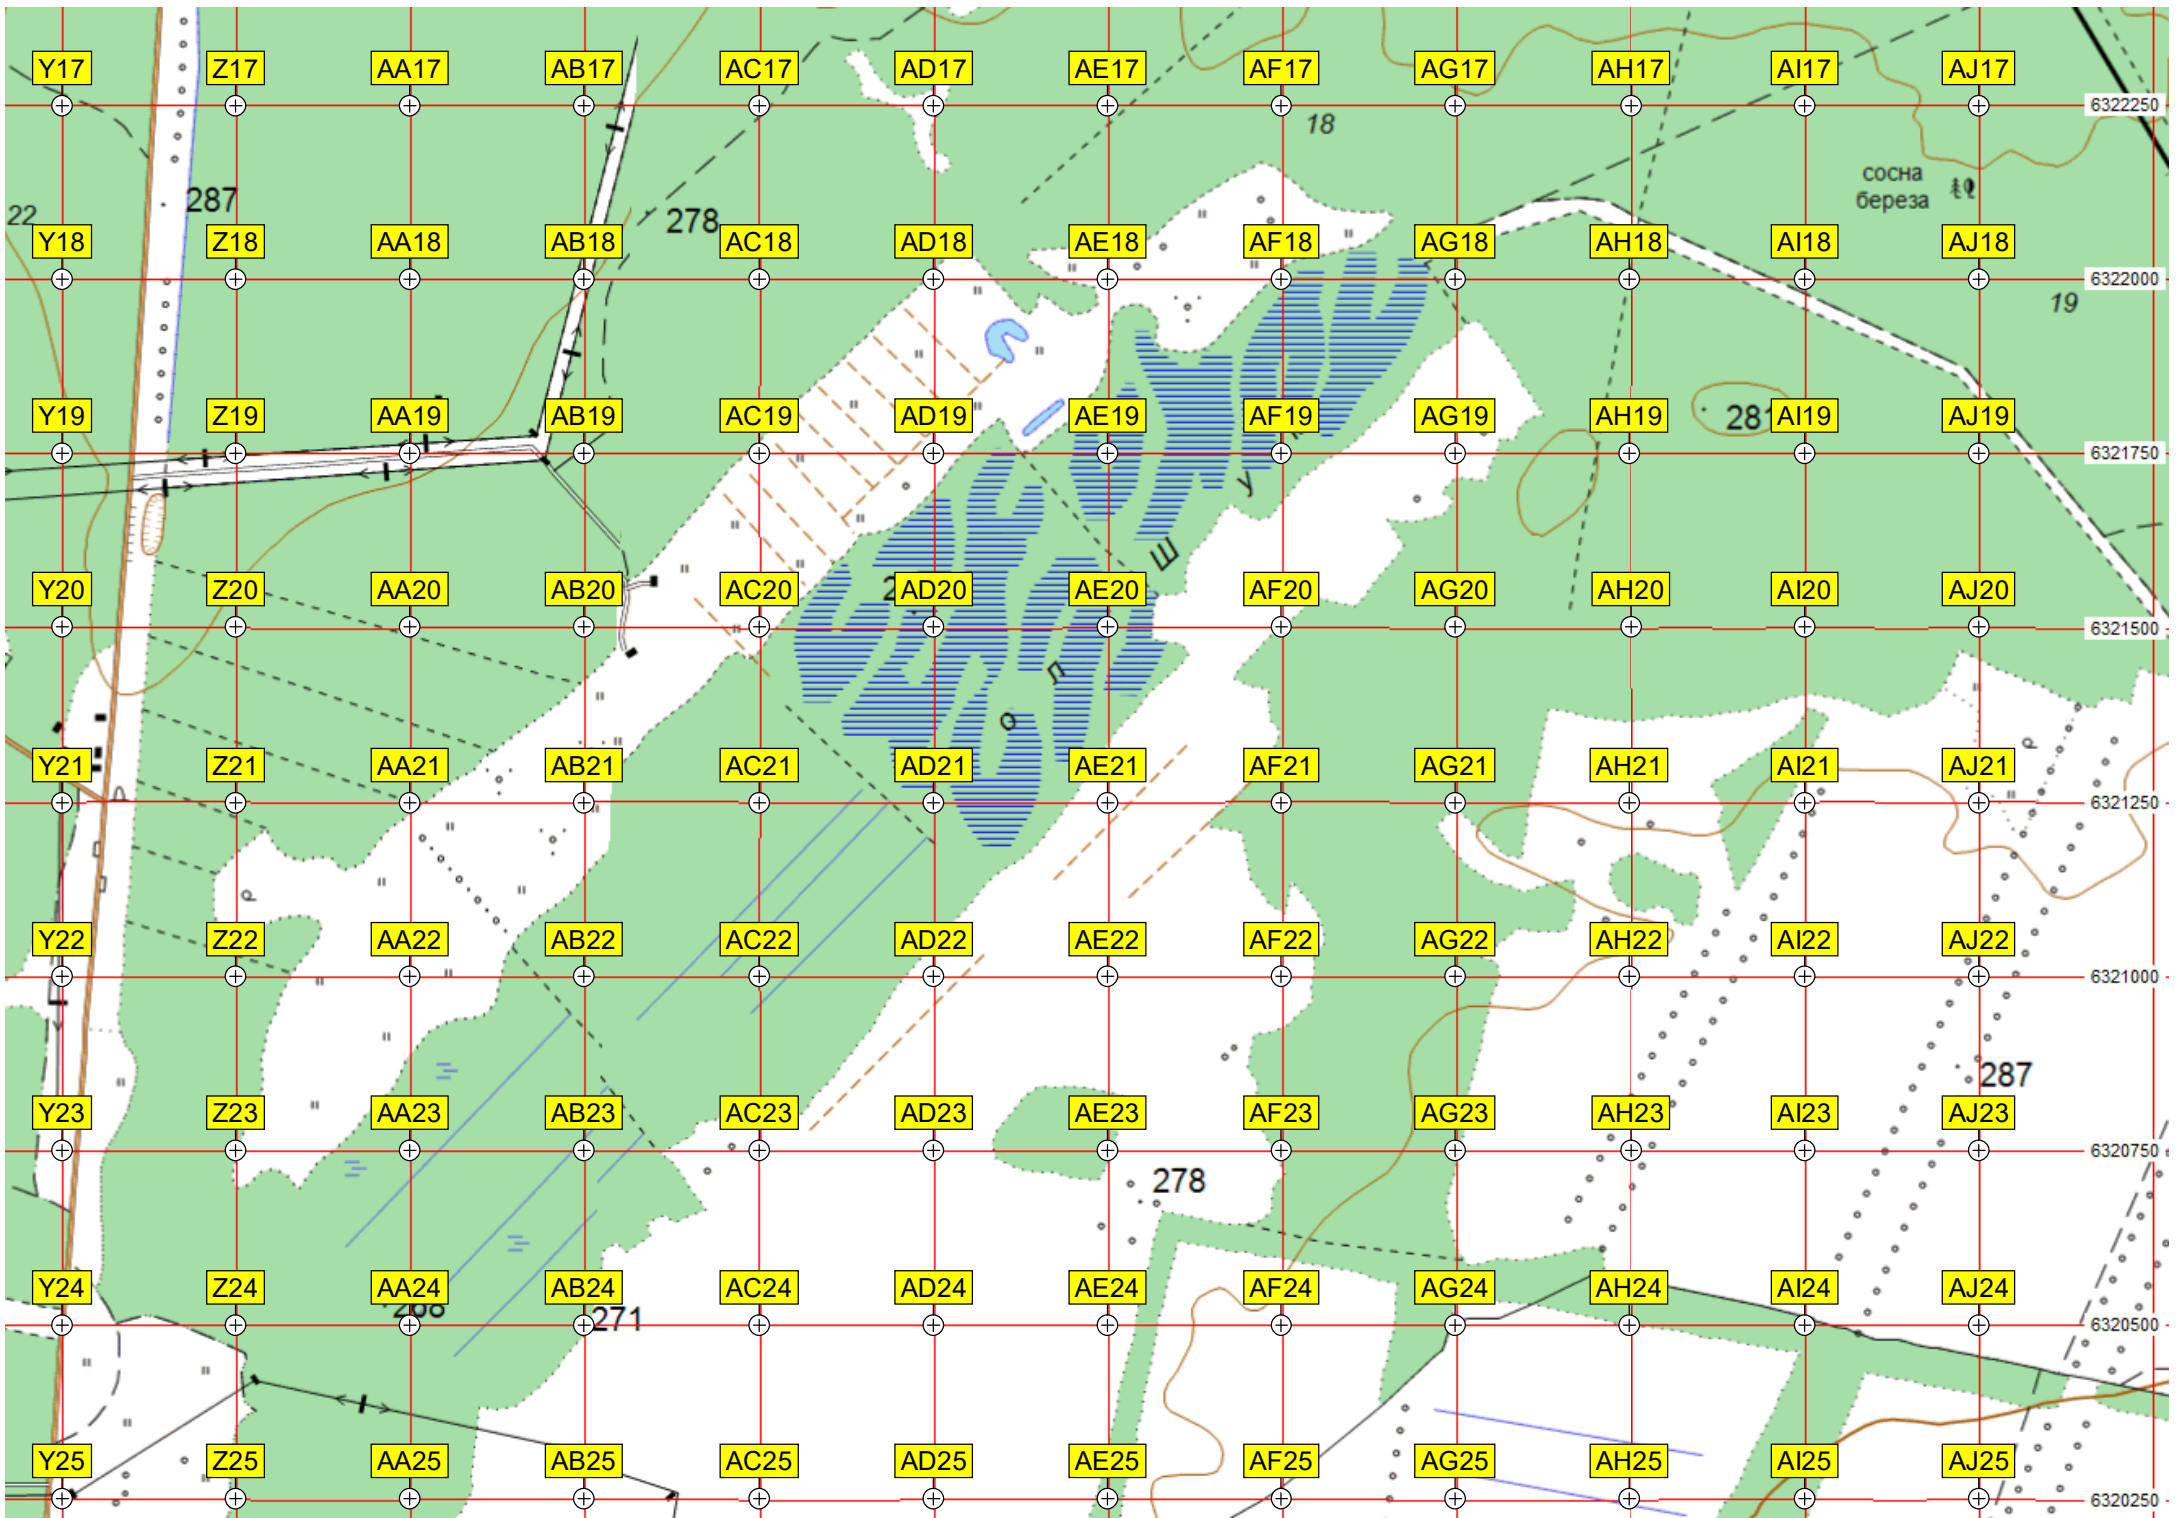 Y17 Z17 AA17 AB17 AC17 AD17 AE17 AF17 AG17 AH17 AI17 AJ17
6322250
18
сосна
береза
287
22
278
Y18 Z18 AA18 AB18 AC18 AD18 AE18 AF18 AG18 AH18 AI18 AJ18
6322000
19
281
Y19 Z19 AA19 AB19 AC19 AD19 AE19 AF19 AG19 AH19 AI19 AJ19
6321750
у
Ш
Y20 Z20 AA20 AB20 AC20 AD20 AE20 AF20 AG20 AH20 AI20 AJ20
6321500
л
о
Y21 Z21 AA21 AB21 AC21 AD21 AE21 AF21 AG21 AH21 AI21 AJ21
6321250
Y22 Z22 AA22 AB22 AC22 AD22 AE22 AF22 AG22 AH22 AI22 AJ22
6321000
287
Y23 Z23 AA23 AB23 AC23 AD23 AE23 AF23 AG23 AH23 AI23 AJ23
6320750
278
Y24 Z24 AA24 AB24 AC24 AD24 AE24 AF24 AG24 AH24 AI24 AJ24
268
271
6320500
Y25 Z25 AA25 AB25 AC25 AD25 AE25 AF25 AG25 AH25 AI25 AJ25
6320250